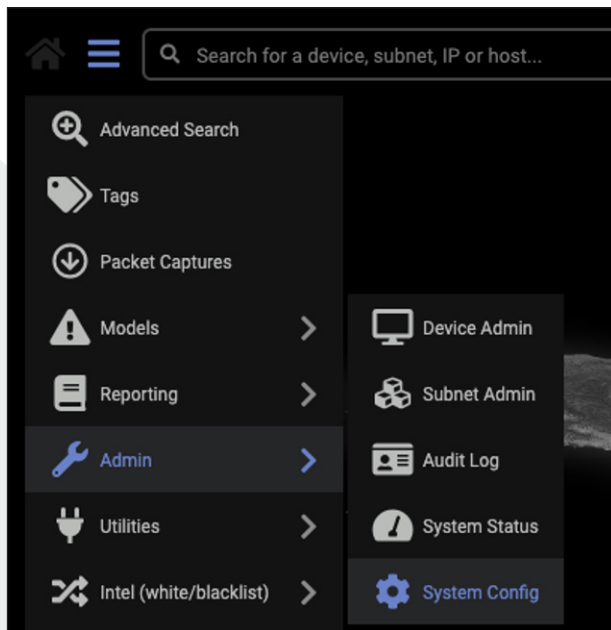 Search for a device, subnet, IP or host...
Advanced Search
Tags
Packet Captures
Models
Reporting
Admin
Utilities
Intel (white/blacklist)
Device Admin
Subnet Admin
Audit Log
System Status
System Config